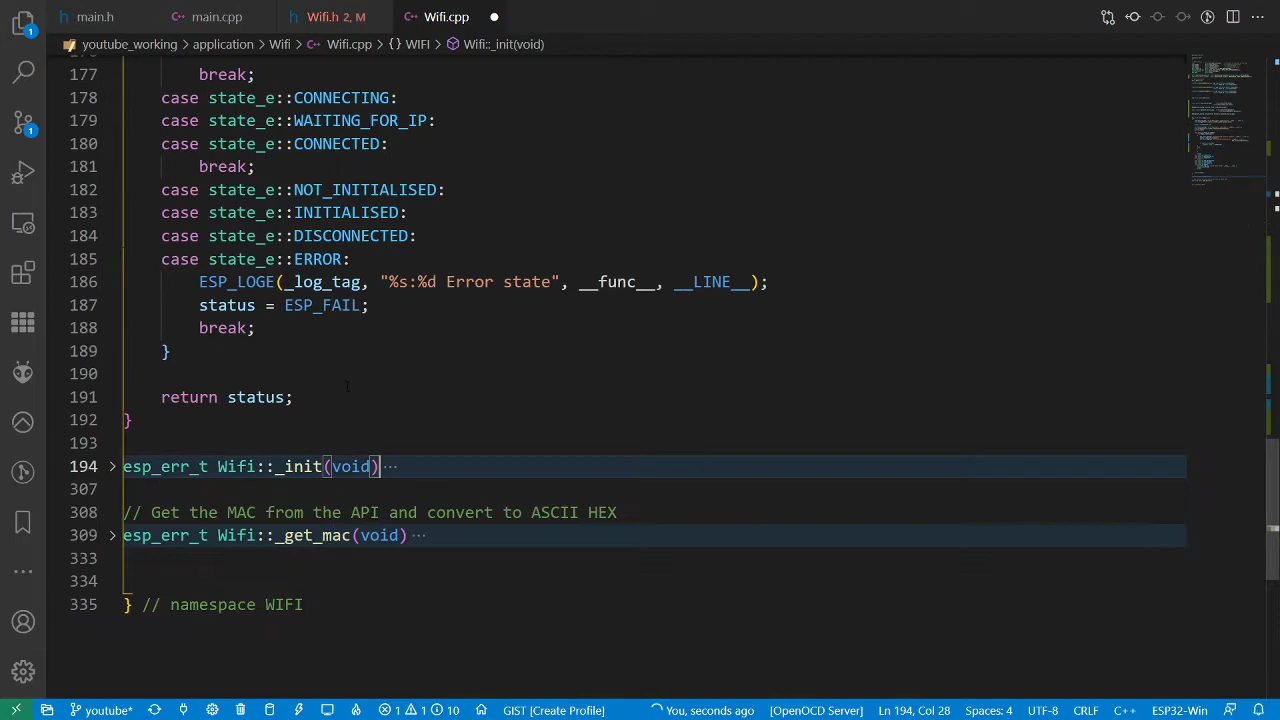 main.h main.cpp Wifi.h 2, M Wifi.cpp
youtube_working application Wifi Wifi.cpp {} WIFI Wifi::_init(void)
177 break;
178 case state_e::CONNECTING:
179 case state_e::WAITING_FOR_IP:
180 case state_e::CONNECTED:
181 break;
182 case state_e::NOT_INITIALISED:
183 case state_e::INITIALISED:
184 case state_e::DISCONNECTED:
185 case state_e::ERROR:
186 ESP_LOGE(_log_tag, "%s:%d Error state", __func__, __LINE__);
187 status = ESP_FAIL;
188 break;
189 }
190
191 return status;
192 }
193
194 esp_err_t Wifi::_init(void) ···
307
308 // Get the MAC from the API and convert to ASCII HEX
309 esp_err_t Wifi::_get_mac(void) ···
333
334
335 } // namespace WIFI
1
1
youtube* 1 1 10 GIST [Create Profile] You, seconds ago [OpenOCD Server] Ln 194, Col 28 Spaces: 4 UTF-8 CRLF C++ ESP32-Win